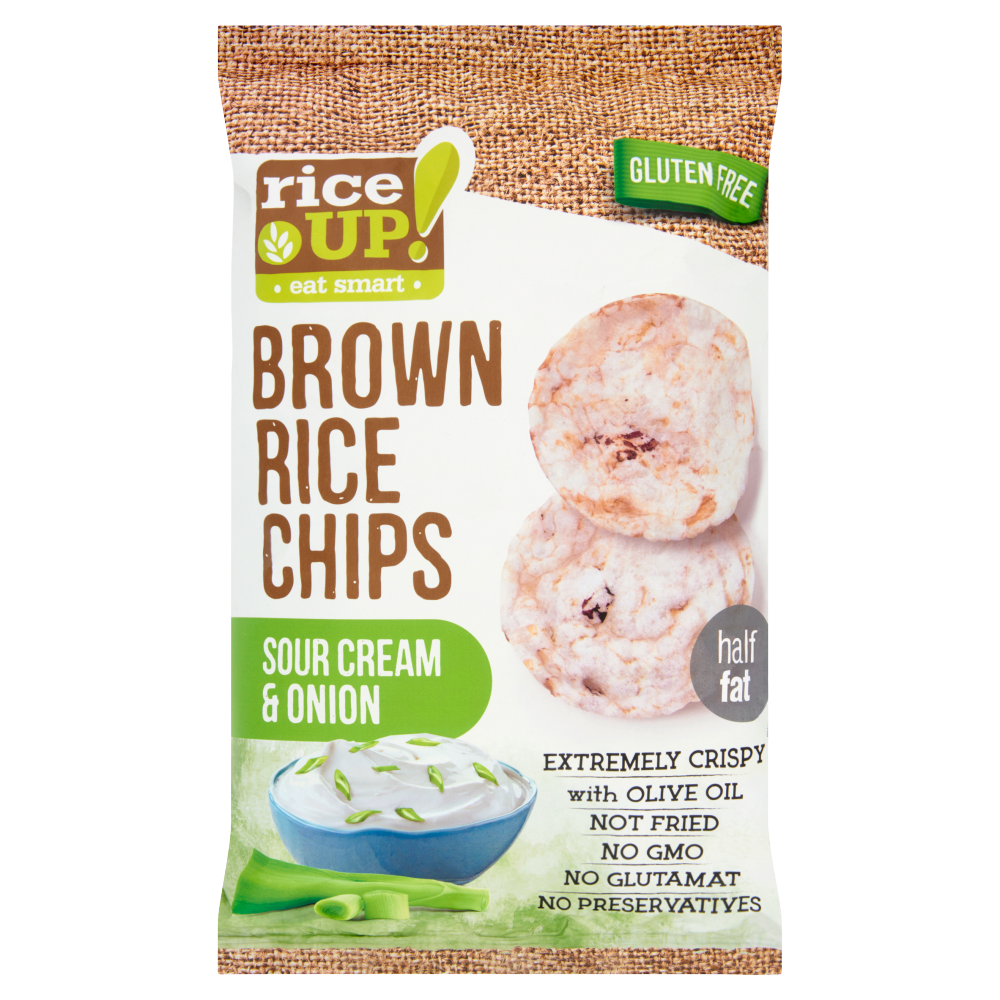 rice
UP!
• eat smart •
GLUTEN FREE
BROWN
RICE
CHIPS
SOUR CREAM
& ONION
half
fat
EXTREMELY CRISPY
with OLIVE OIL
NOT FRIED
NO GMO
NO GLUTAMAT
NO PRESERVATIVES